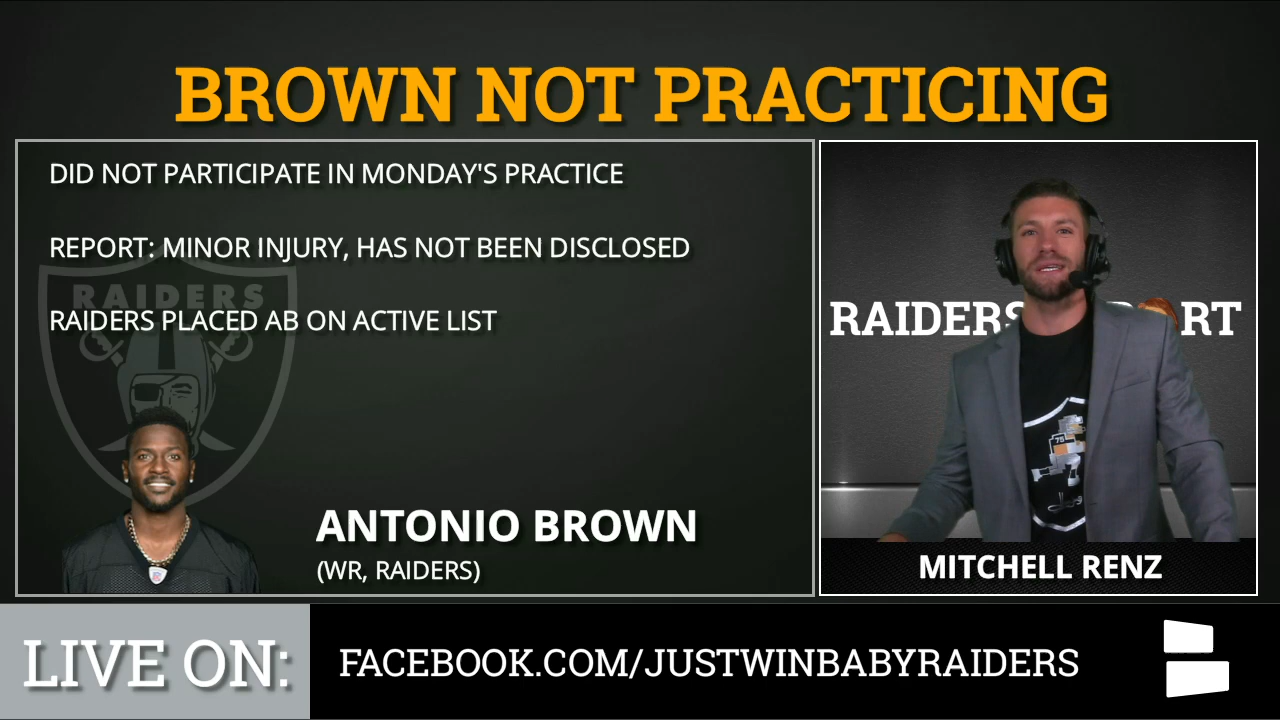 BROWN NOT PRACTICING
DID NOT PARTICIPATE IN MONDAY'S PRACTICE
REPORT: MINOR INJURY, HAS NOT BEEN DISCLOSED
RAIDERS
RAIDERS PLACED AB ON ACTIVE LIST
ANTONIO BROWN
(WR, RAIDERS)
RAIDERS RT
75
MITCHELL RENZ
LIVE ON:
FACEBOOK.COM/JUSTWINBABYRAIDERS